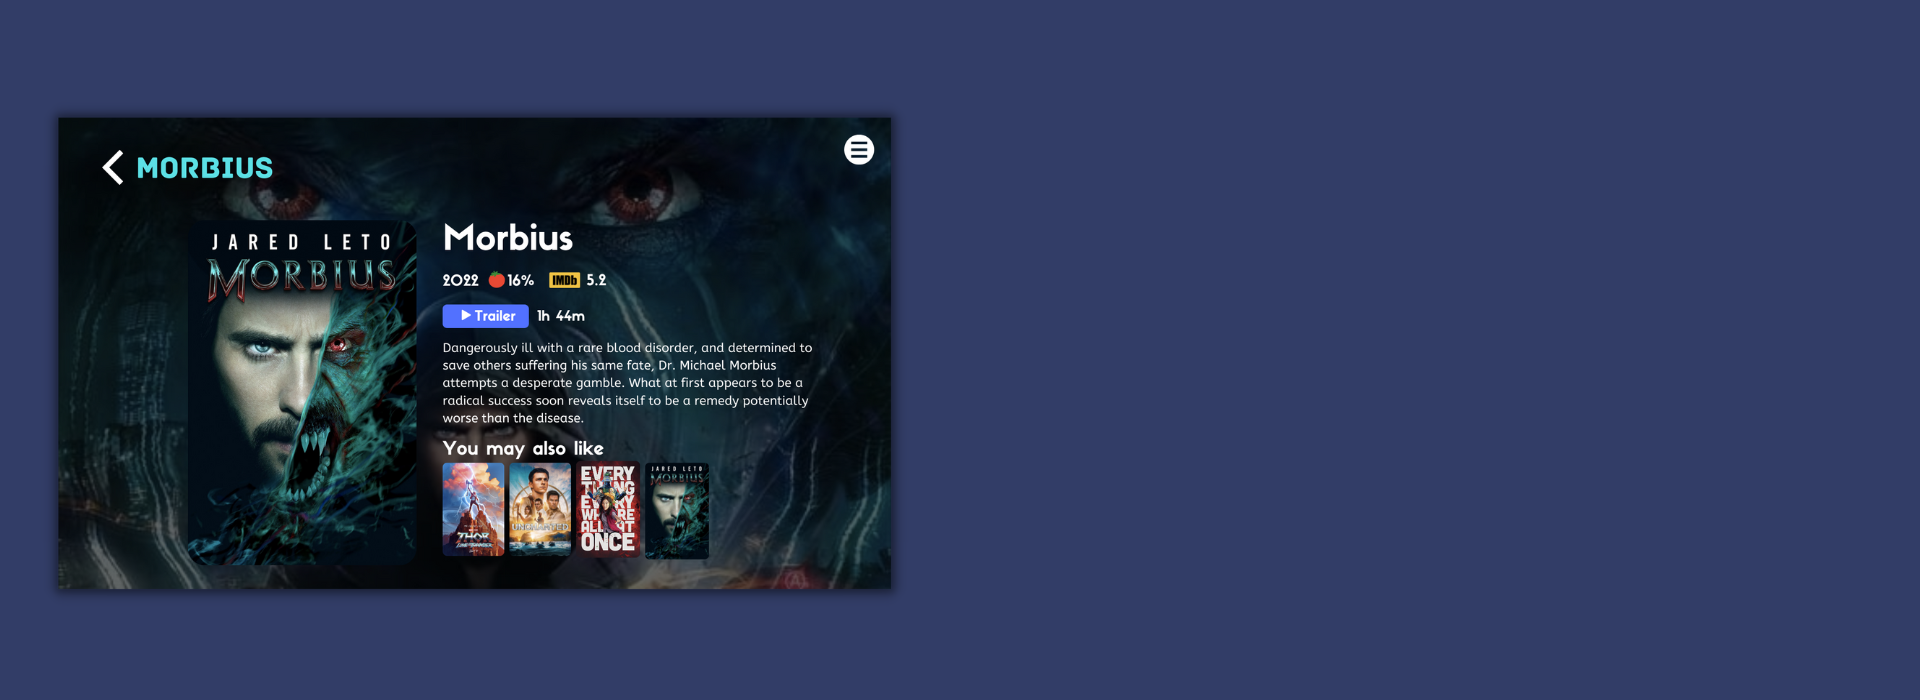 MORBIUS
JARED LETO
MORBIUS
Morbius
2022 16% IMDb 5.2
Trailer 1h 44m
Dangerously ill with a rare blood disorder, and determined to
save others suffering his same fate, Dr. Michael Morbius
attempts a desperate gamble. What at first appears to be a
radical success soon reveals itself to be a remedy potentially
worse than the disease.
You may also like
THOR
UNCHARTED
EVERY
THING
EVERY
WHERE
ALL AT
ONCE
JARED LETO
MORBIUS